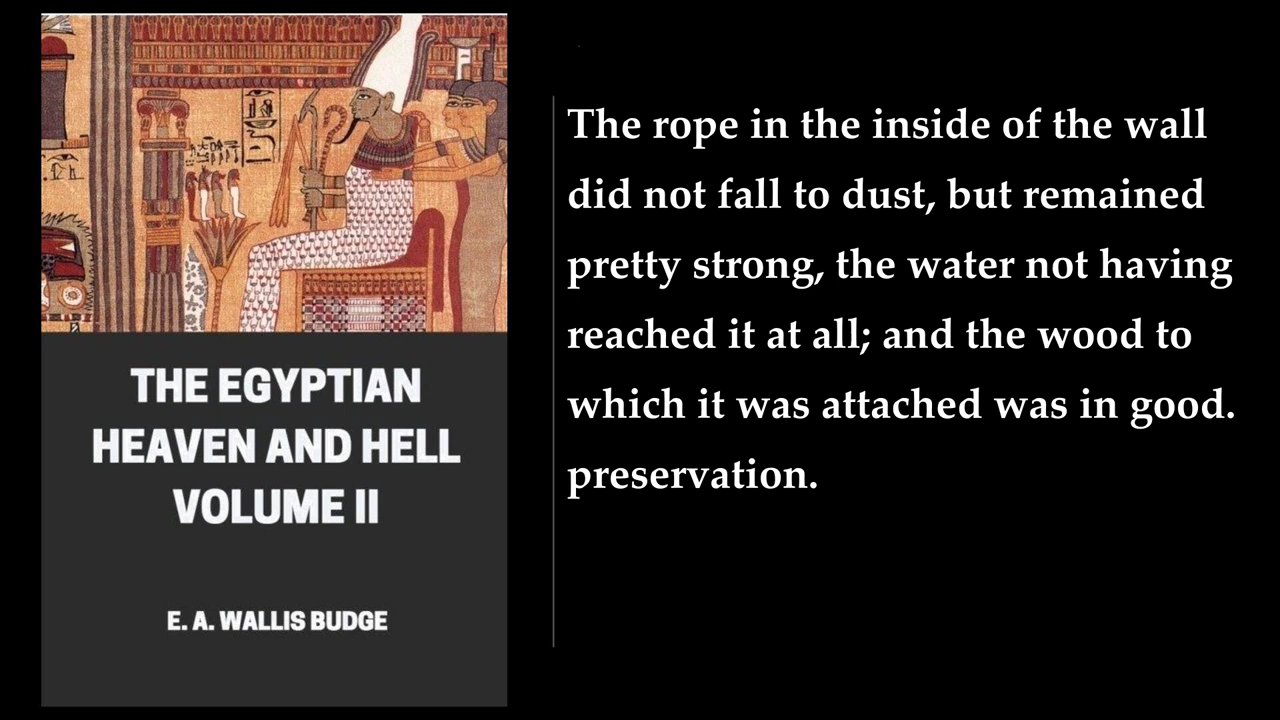 THE EGYPTIAN
HEAVEN AND HELL
VOLUME II
E. A. WALLIS BUDGE
The rope in the inside of the wall
did not fall to dust, but remained
pretty strong, the water not having
reached it at all; and the wood to
which it was attached was in good.
preservation.